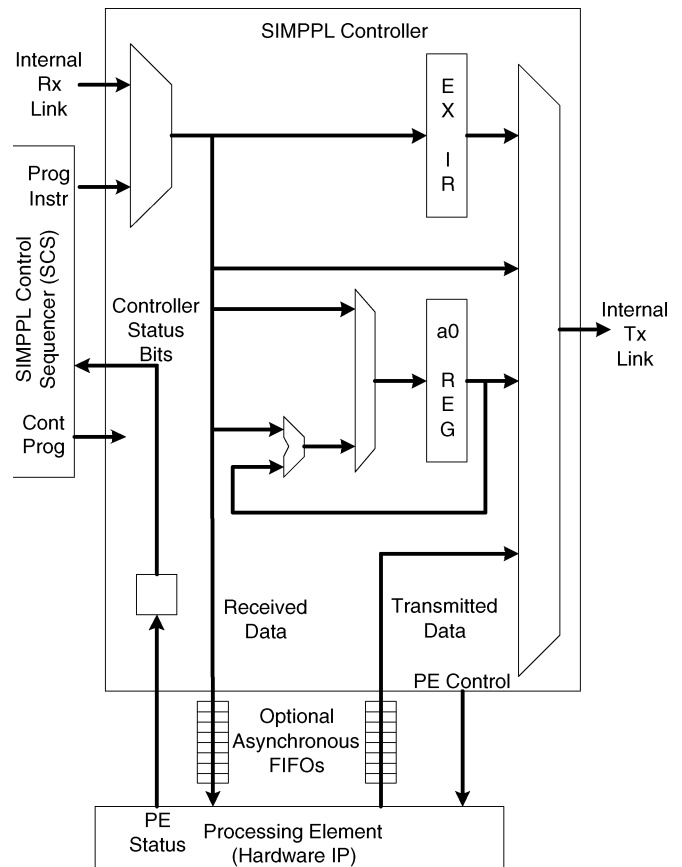 SIMPPL Controller
Internal
Rx
Link
E
X
I
R
Prog
Instr
SIMPPL Control
Sequencer (SCS)
Controller
Status
Bits
a0
R
E
G
Internal
Tx
Link
Cont
Prog
Received
Data
Transmitted
Data
PE Control
Optional
Asynchronous
FIFOs
PE
Status
Processing Element
(Hardware IP)